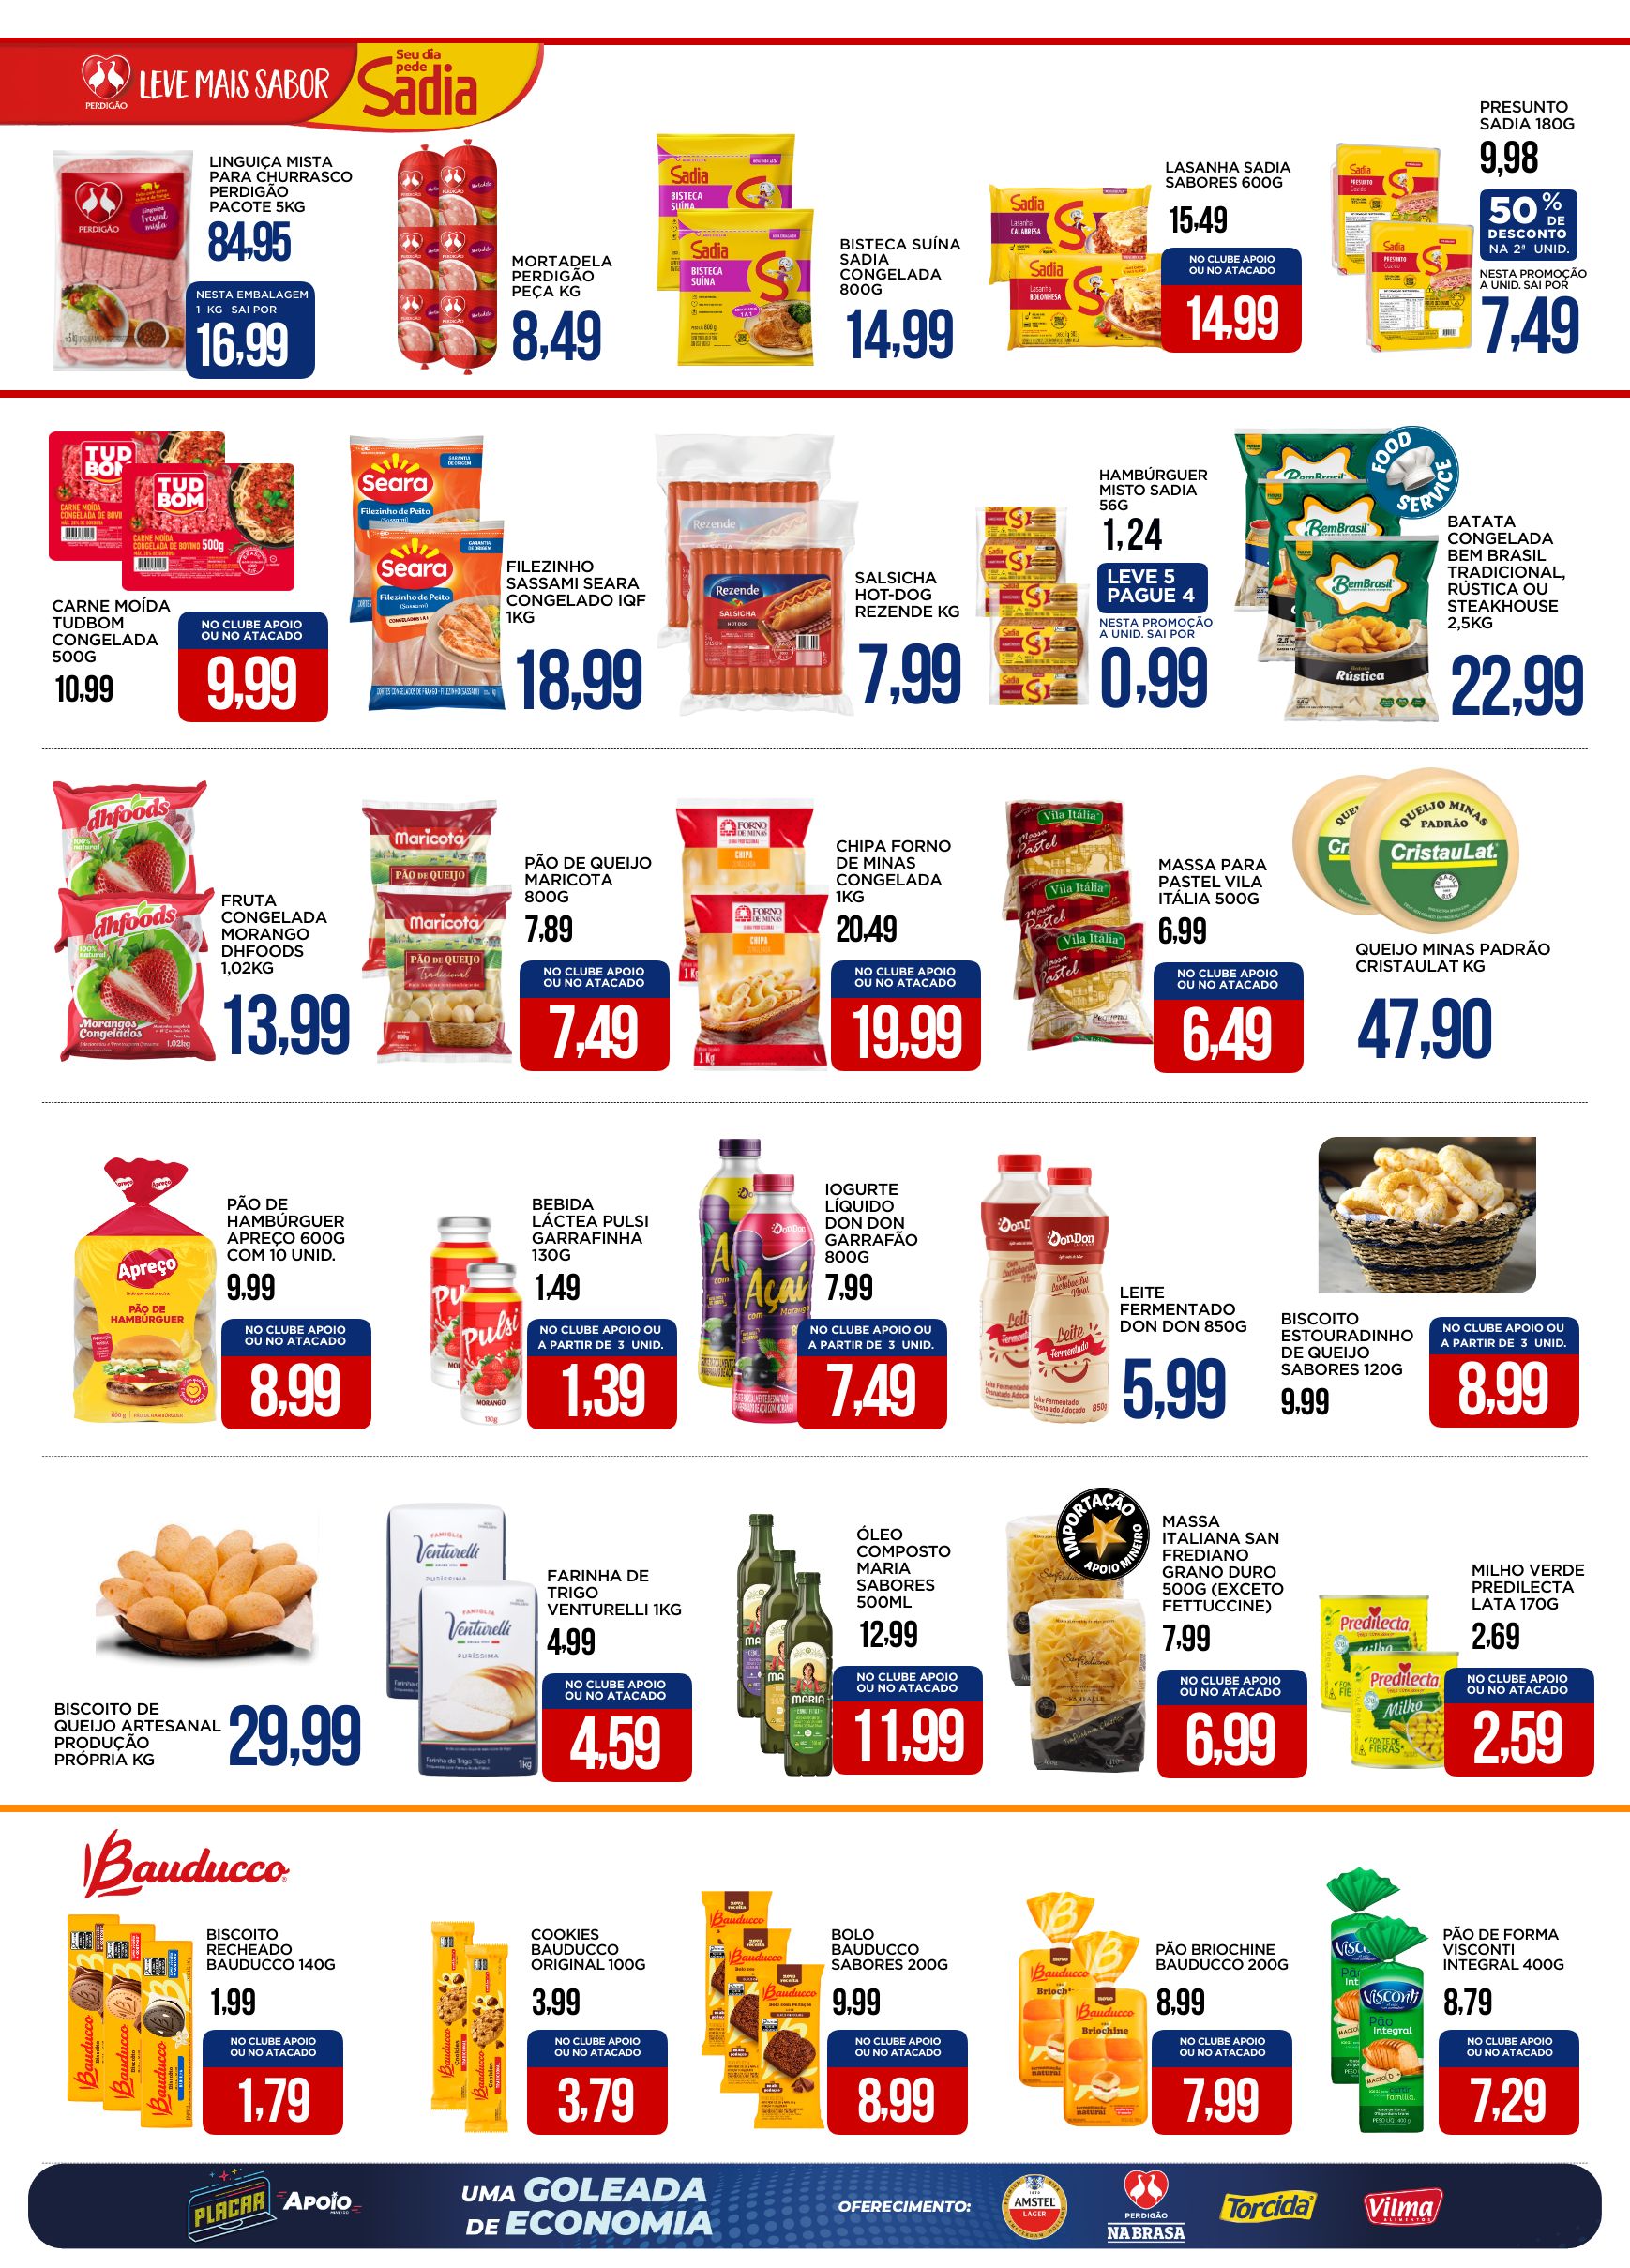 PERDIGÃO
LEVE MAIS SABOR
Seu dia
pede
Sadia
LINGUIÇA MISTA
PARA CHURRASCO
PERDIGÃO
PACOTE 5KG
84,95
NESTA EMBALAGEM
1 KG SAI POR
16,99
MORTADELA
PERDIGÃO
PEÇA KG
8,49
BISTECA SUÍNA
SADIA
CONGELADA
800G
14,99
LASANHA SADIA
SABORES 600G
15,49
NO CLUBE APOIO
OU NO ATACADO
14,99
PRESUNTO
SADIA 180G
9,98
50% DE
DESCONTO
NA 2ª UNID.
NESTA PROMOÇÃO
A UNID. SAI POR
7,49
CARNE MOÍDA
TUDBOM
CONGELADA
500G
10,99
NO CLUBE APOIO
OU NO ATACADO
9,99
FILEZINHO
SASSAMI SEARA
CONGELADO IQF
1KG
18,99
SALSICHA
HOT-DOG
REZENDE KG
7,99
HAMBÚRGUER
MISTO SADIA
56G
1,24
LEVE 5
PAGUE 4
NESTA PROMOÇÃO
A UNID. SAI POR
0,99
FOOD
SERVICE
BATATA
CONGELADA
BEM BRASIL
TRADICIONAL,
RÚSTICA OU
STEAKHOUSE
2,5KG
22,99
FRUTA
CONGELADA
MORANGO
DHFOODS
1,02KG
13,99
PÃO DE QUEIJO
MARICOTA
800G
7,89
NO CLUBE APOIO
OU NO ATACADO
7,49
CHIPA FORNO
DE MINAS
CONGELADA
1KG
20,49
NO CLUBE APOIO
OU NO ATACADO
19,99
MASSA PARA
PASTEL VILA
ITÁLIA 500G
6,99
NO CLUBE APOIO
OU NO ATACADO
6,49
QUEIJO MINAS
PADRÃO
CristauLat.
QUEIJO MINAS PADRÃO
CRISTAULAT KG
47,90
PÃO DE
HAMBÚRGUER
APREÇO 600G
COM 10 UNID.
9,99
NO CLUBE APOIO
OU NO ATACADO
8,99
BEBIDA
LÁCTEA PULSI
GARRAFINHA
130G
1,49
NO CLUBE APOIO OU
A PARTIR DE 3 UNID.
1,39
IOGURTE
LÍQUIDO
DON DON
GARRAFÃO
800G
7,99
NO CLUBE APOIO OU
A PARTIR DE 3 UNID.
7,49
LEITE
FERMENTADO
DON DON 850G
5,99
BISCOITO
ESTOURADINHO
DE QUEIJO
SABORES 120G
9,99
NO CLUBE APOIO OU
A PARTIR DE 3 UNID.
8,99
BISCOITO DE
QUEIJO ARTESANAL
PRODUÇÃO
PRÓPRIA KG
29,99
FARINHA DE
TRIGO
VENTURELLI 1KG
4,99
NO CLUBE APOIO
OU NO ATACADO
4,59
ÓLEO
COMPOSTO
MARIA
SABORES
500ML
12,99
NO CLUBE APOIO
OU NO ATACADO
11,99
IMPORTAÇÃO
APOIO MINEIRO
MASSA
ITALIANA SAN
FREDIANO
GRANO DURO
500G (EXCETO
FETTUCCINE)
7,99
NO CLUBE APOIO
OU NO ATACADO
6,99
MILHO VERDE
PREDILECTA
LATA 170G
2,69
NO CLUBE APOIO
OU NO ATACADO
2,59
Bauducco
BISCOITO
RECHEADO
BAUDUCCO 140G
1,99
NO CLUBE APOIO
OU NO ATACADO
1,79
COOKIES
BAUDUCCO
ORIGINAL 100G
3,99
NO CLUBE APOIO
OU NO ATACADO
3,79
BOLO
BAUDUCCO
SABORES 200G
9,99
NO CLUBE APOIO
OU NO ATACADO
8,99
PÃO BRIOCHINE
BAUDUCCO 200G
8,99
NO CLUBE APOIO
OU NO ATACADO
7,99
PÃO DE FORMA
VISCONTI
INTEGRAL 400G
8,79
NO CLUBE APOIO
OU NO ATACADO
7,29
PLACAR
APOIO
MINEIRO
UMA GOLEADA
DE ECONOMIA
OFERECIMENTO:
AMSTEL
LAGER
PERDIGÃO
NA BRASA
Torcida
Vilma
ALIMENTOS